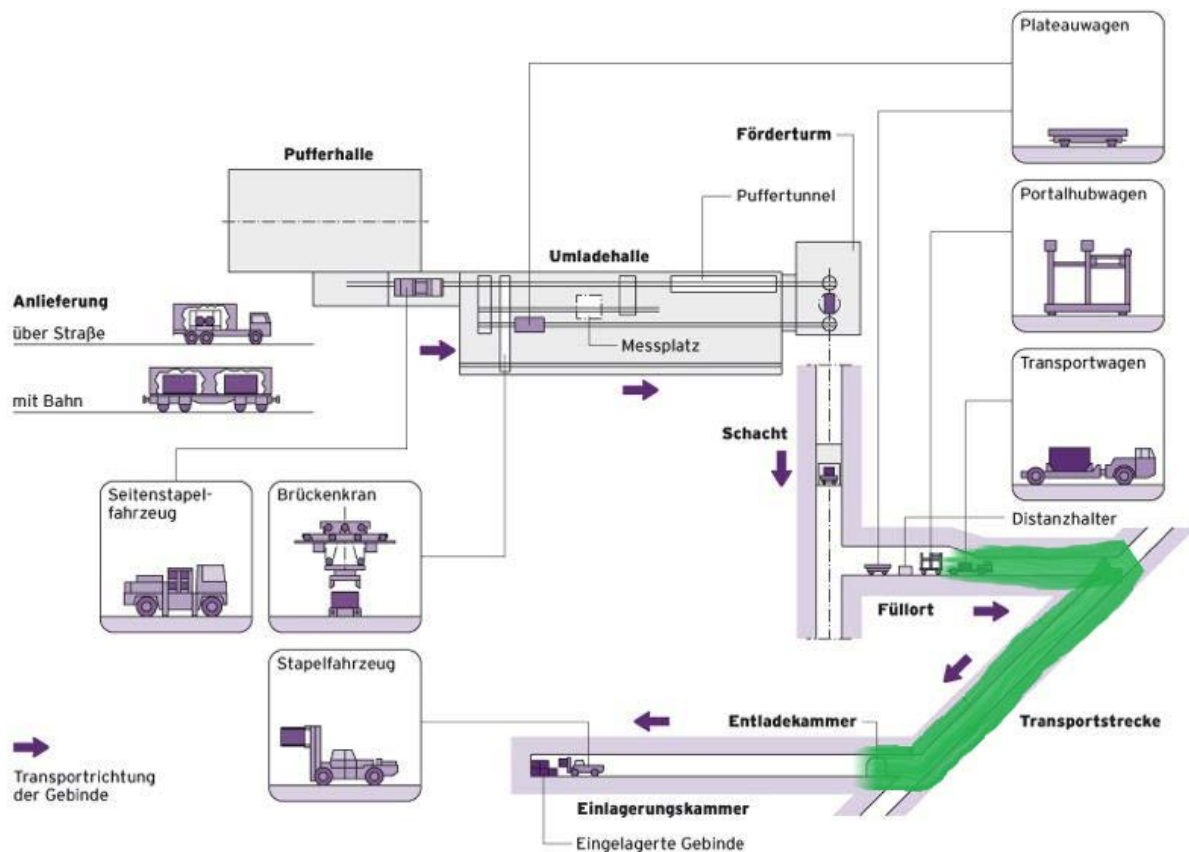 Plateauwagen
Förderturm
Pufferhalle
Puffertunnel
Portalhubwagen
Umladehalle
Anlieferung
über Straße
Messplatz
mit Bahn
Transportwagen
Schacht
Seitenstapel-
fahrzeug
Brückenkran
Distanzhalter
Füllort
Stapelfahrzeug
Entladekammer
Transportstrecke
Transportrichtung
der Gebinde
Einlagerungskammer
Eingelagerte Gebinde